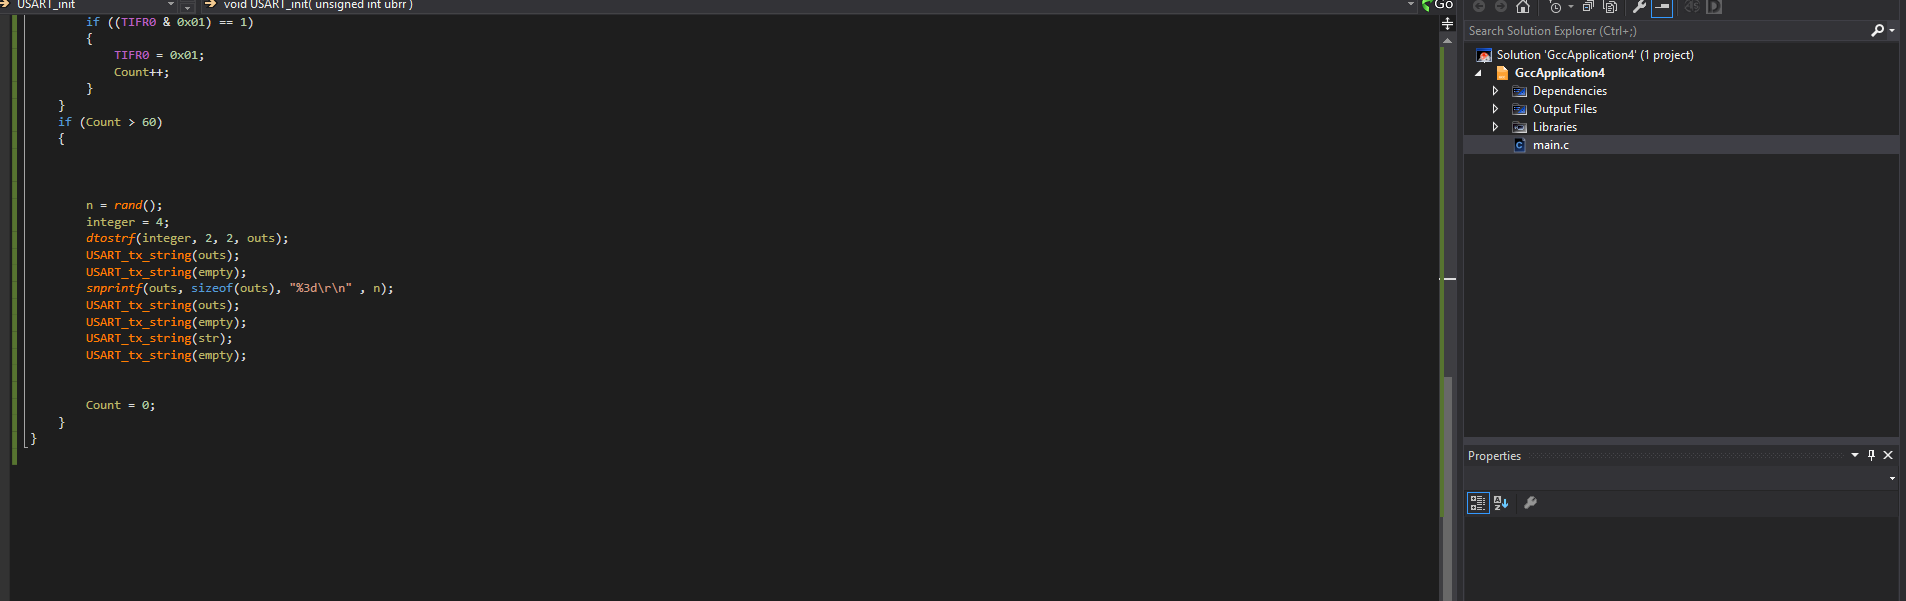 USART_init
void USART_init( unsigned int ubrr )
Go
if ((TIFR0 & 0x01) == 1)
{
TIFR0 = 0x01;
Count++;
}
}
if (Count > 60)
{
n = rand();
integer = 4;
dtostrf(integer, 2, 2, outs);
USART_tx_string(outs);
USART_tx_string(empty);
snprintf(outs, sizeof(outs), "%3d\r\n" , n);
USART_tx_string(outs);
USART_tx_string(empty);
USART_tx_string(str);
USART_tx_string(empty);
Count = 0;
}
}
Search Solution Explorer (Ctrl+;)
Solution 'GccApplication4' (1 project)
GccApplication4
Dependencies
Output Files
Libraries
main.c
Properties